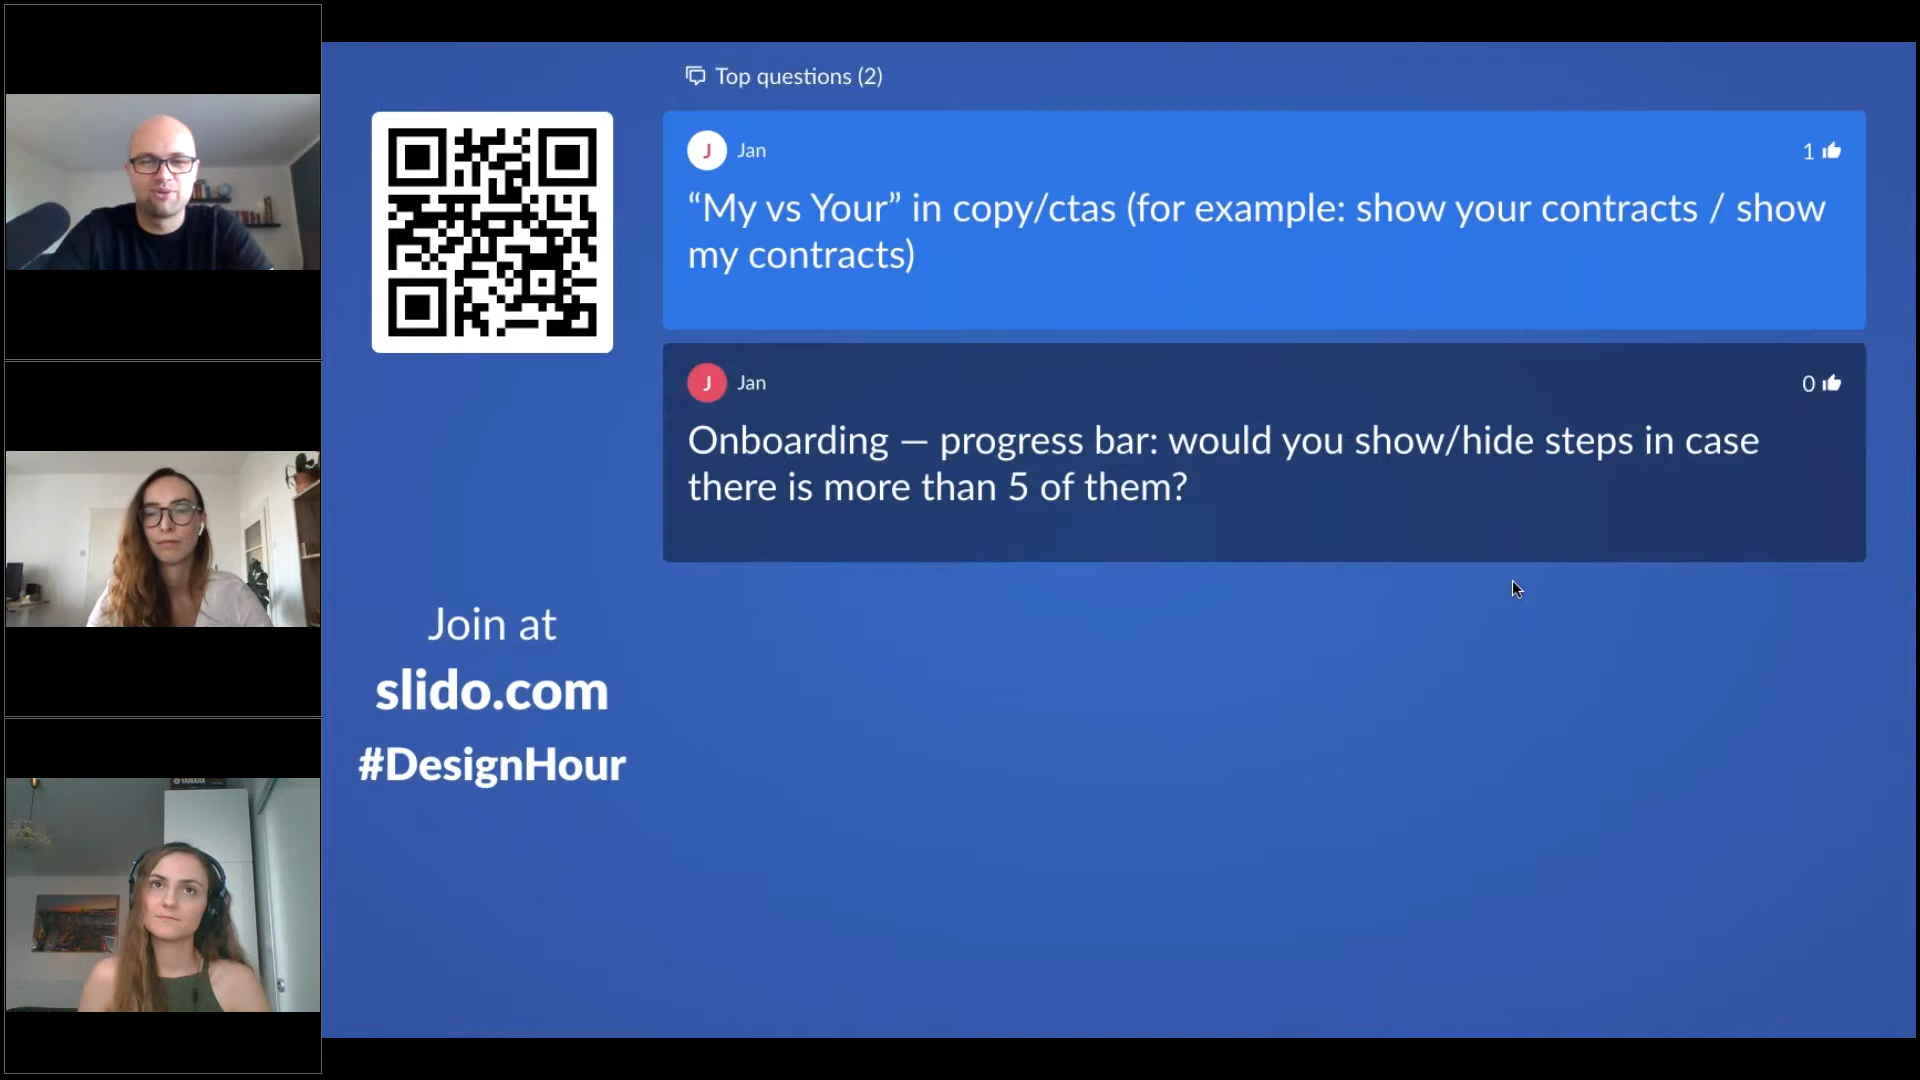 Top questions (2)
J Jan 1
“My vs Your” in copy/ctas (for example: show your contracts / show
my contracts)
J Jan 0
Onboarding — progress bar: would you show/hide steps in case
there is more than 5 of them?
Join at
slido.com
#DesignHour
YAMAHA